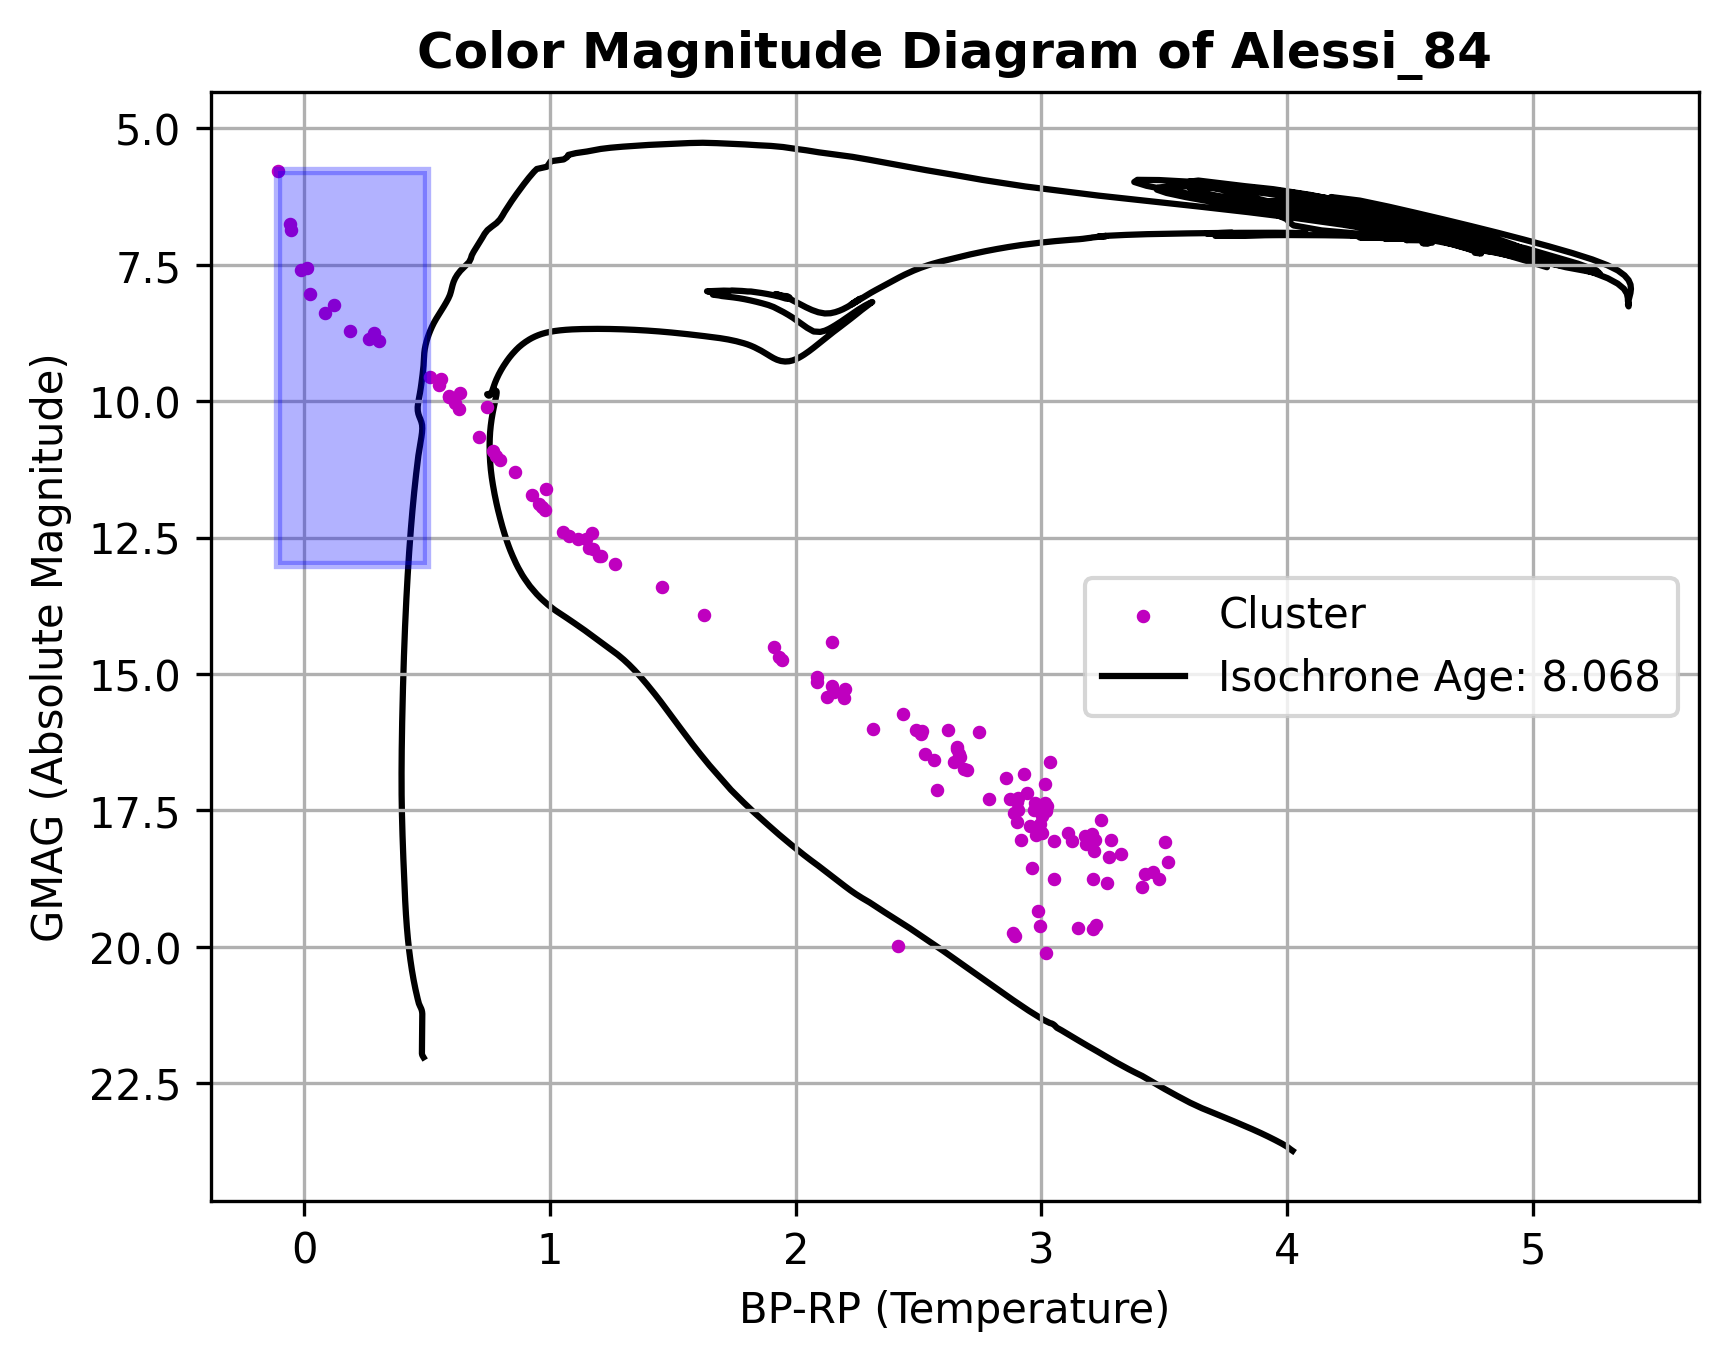 Color Magnitude Diagram of Alessi_84
5.0
7.5
10.0
12.5
15.0
17.5
20.0
22.5
GMAG (Absolute Magnitude)
Cluster
Isochrone Age: 8.068
0 1 2 3 4 5
BP-RP (Temperature)